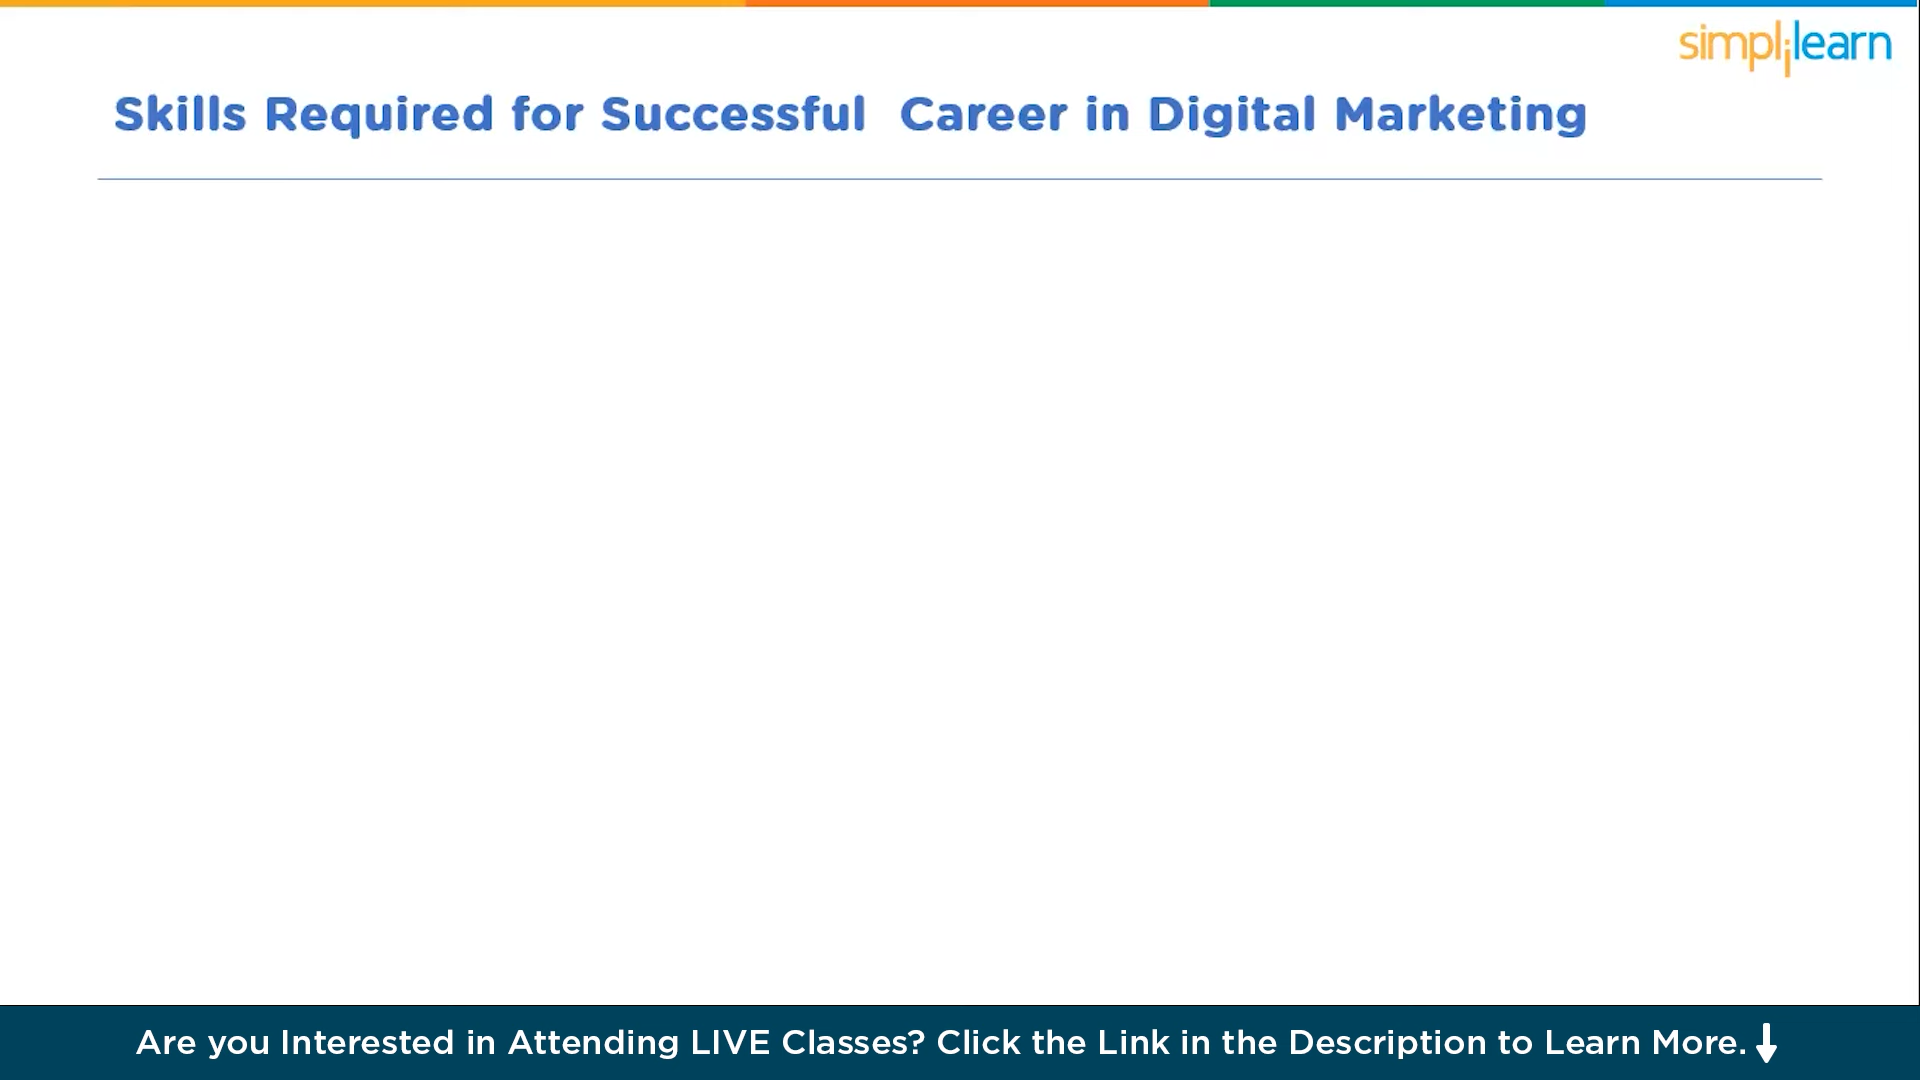 simplilearn
Skills Required for Successful  Career in Digital Marketing
Are you Interested in Attending LIVE Classes? Click the Link in the Description to Learn More.